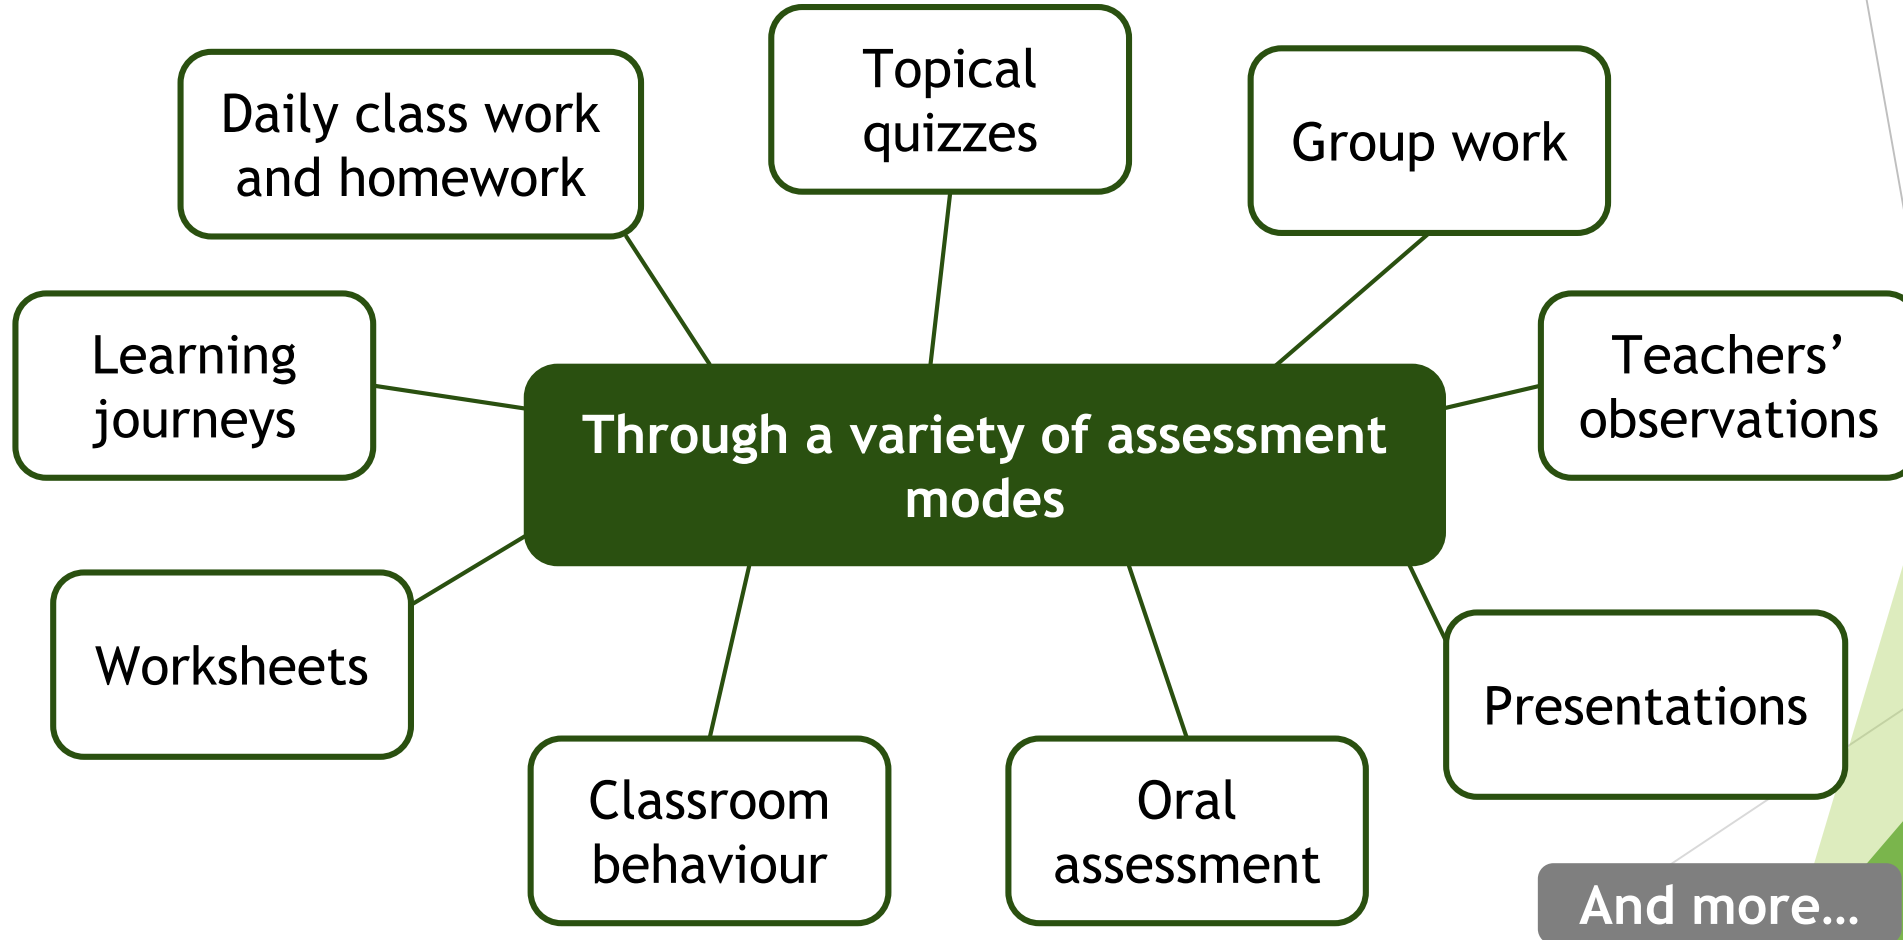 Topical
quizzes
Daily class work
and homework
Group work
Learning
journeys
Teachers’
observations
Through a variety of assessment
modes
Worksheets
Presentations
Classroom
behaviour
Oral
assessment
And more…